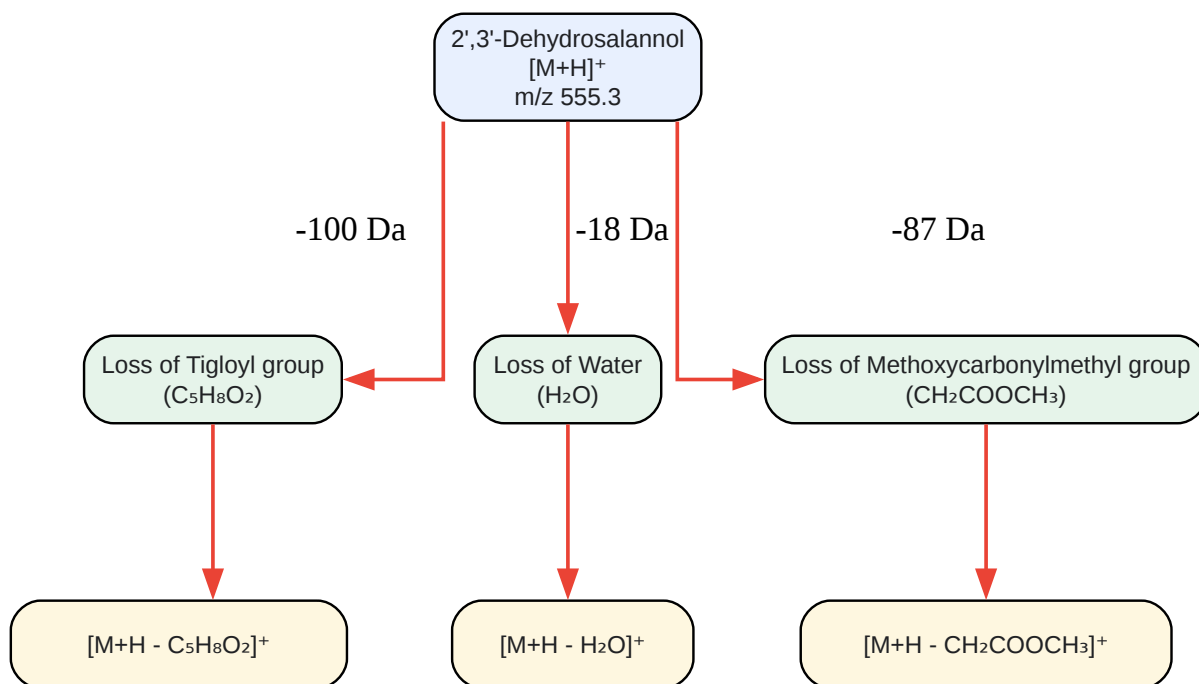 2',3'-Dehydrosalannol
[M+H]⁺
m/z 555.3
-100 Da
-18 Da
-87 Da
Loss of Tigloyl group
(C₅H₈O₂)
Loss of Water
(H₂O)
Loss of Methoxycarbonylmethyl group
(CH₂COOCH₃)
[M+H - C₅H₈O₂]⁺
[M+H - H₂O]⁺
[M+H - CH₂COOCH₃]⁺